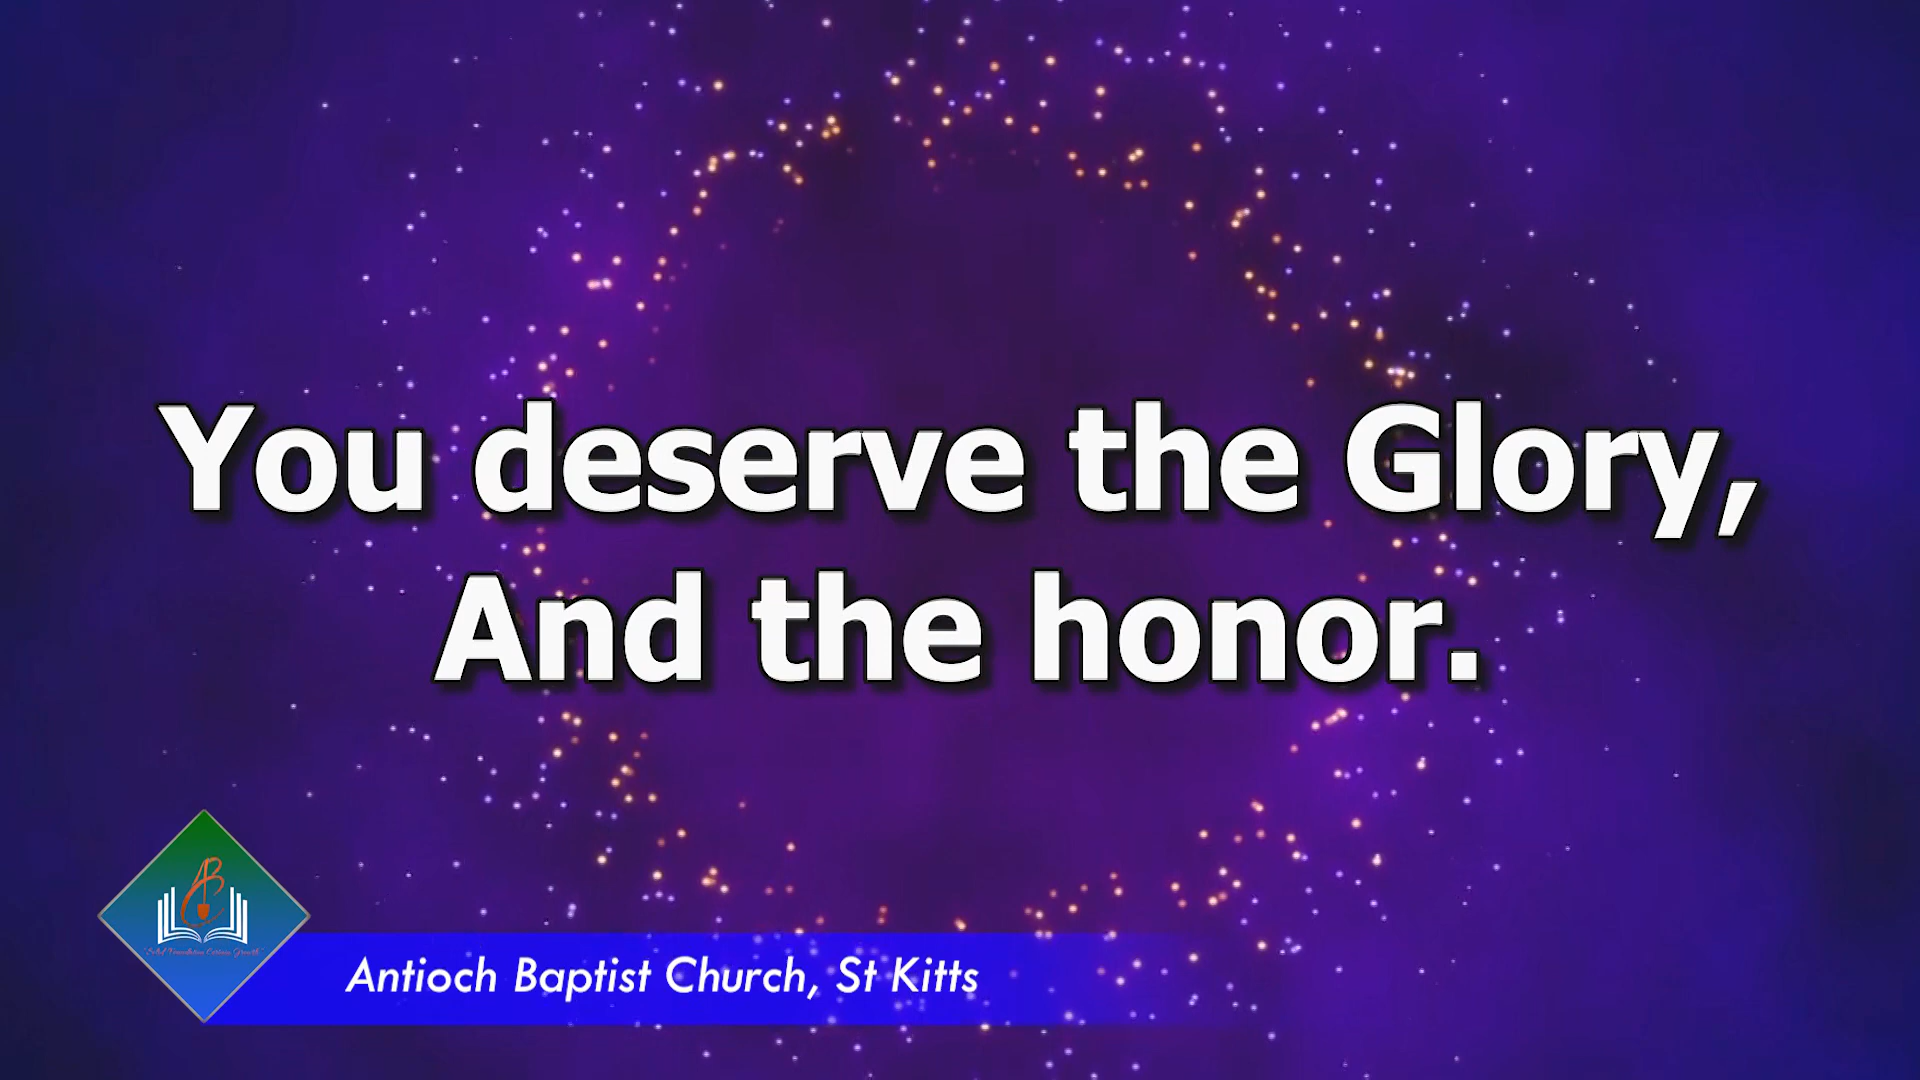 You deserve the Glory,
And the honor.
Antioch Baptist Church, St Kitts